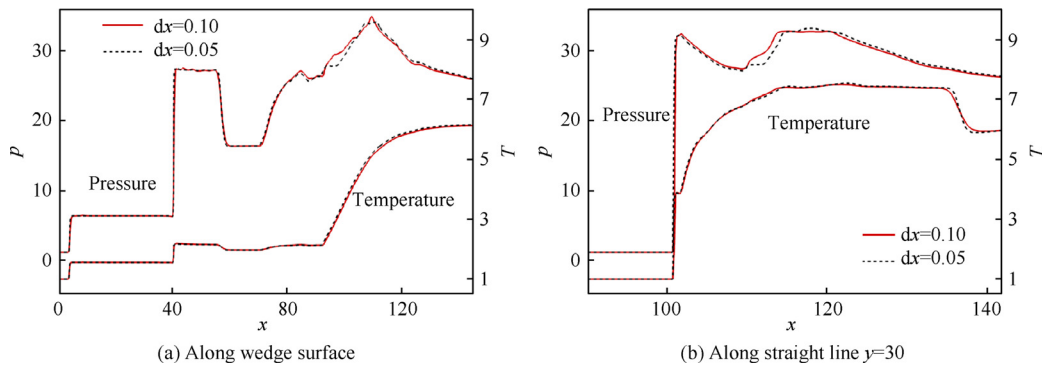 dx=0.10
dx=0.05
30
20
10
0
p
9
7
5
3
1
T
Pressure
Temperature
0
40
80
120
x
(a) Along wedge surface
30
20
10
0
p
9
7
5
3
1
T
Pressure
Temperature
dx=0.10
dx=0.05
100
120
140
x
(b) Along straight line y=30